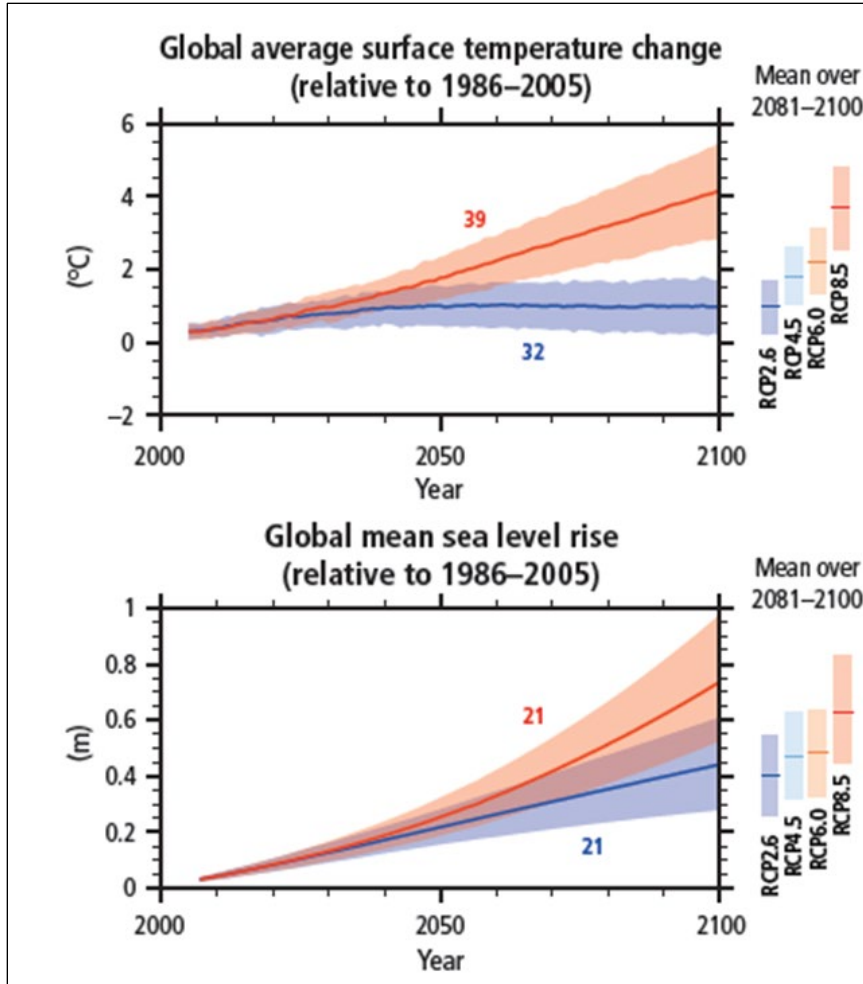 Global average surface temperature change
(relative to 1986–2005)
Mean over
2081–2100
6
4
2
0
−2
(°C)
39
32
2000
2050
2100
Year
RCP2.6
RCP4.5
RCP6.0
RCP8.5
Global mean sea level rise
(relative to 1986–2005)
Mean over
2081–2100
1
0.8
0.6
0.4
0.2
0
(m)
21
21
2000
2050
2100
Year
RCP2.6
RCP4.5
RCP6.0
RCP8.5